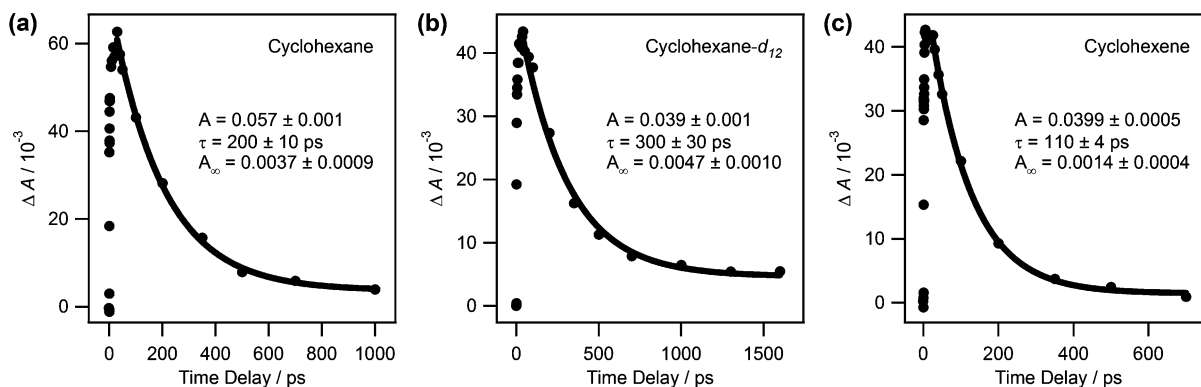 (a)
Cyclohexane
A = 0.057 ± 0.001
τ = 200 ± 10 ps
A∞ = 0.0037 ± 0.0009
Δ A / 10⁻³
60
40
20
0
0 200 400 600 800 1000
Time Delay / ps
(b)
Cyclohexane-d₁₂
A = 0.039 ± 0.001
τ = 300 ± 30 ps
A∞ = 0.0047 ± 0.0010
Δ A / 10⁻³
40
30
20
10
0
0 500 1000 1500
Time Delay / ps
(c)
Cyclohexene
A = 0.0399 ± 0.0005
τ = 110 ± 4 ps
A∞ = 0.0014 ± 0.0004
Δ A / 10⁻³
40
30
20
10
0
0 200 400 600
Time Delay / ps